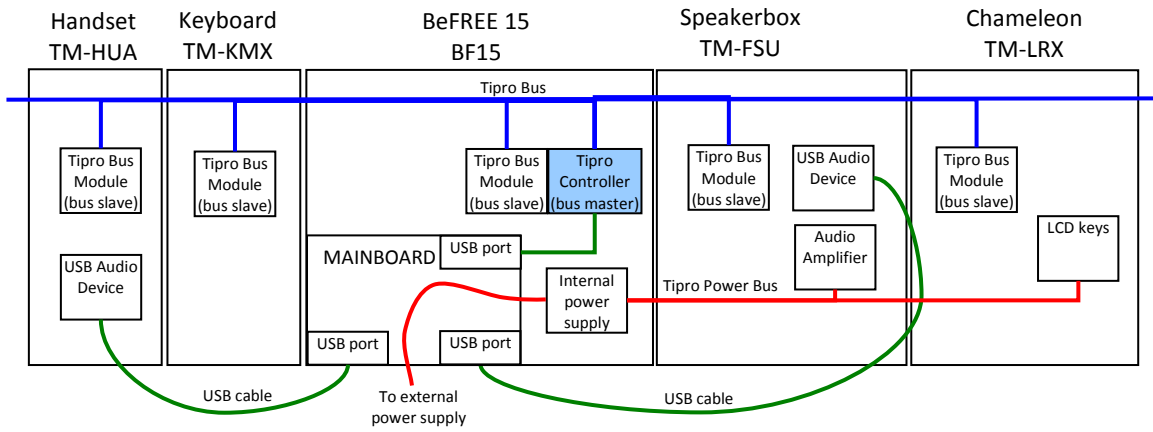 Handset
TM-HUA
Keyboard
TM-KMX
BeFREE 15
BF15
Speakerbox
TM-FSU
Chameleon
TM-LRX
Tipro Bus
Tipro Bus
Module
(bus slave)
Tipro Bus
Module
(bus slave)
Tipro Bus
Module
(bus slave)
Tipro
Controller
(bus master)
Tipro Bus
Module
(bus slave)
USB Audio
Device
Tipro Bus
Module
(bus slave)
USB Audio
Device
MAINBOARD
USB port
Internal
power
supply
Audio
Amplifier
LCD keys
Tipro Power Bus
USB port
USB port
USB cable
To external
power supply
USB cable